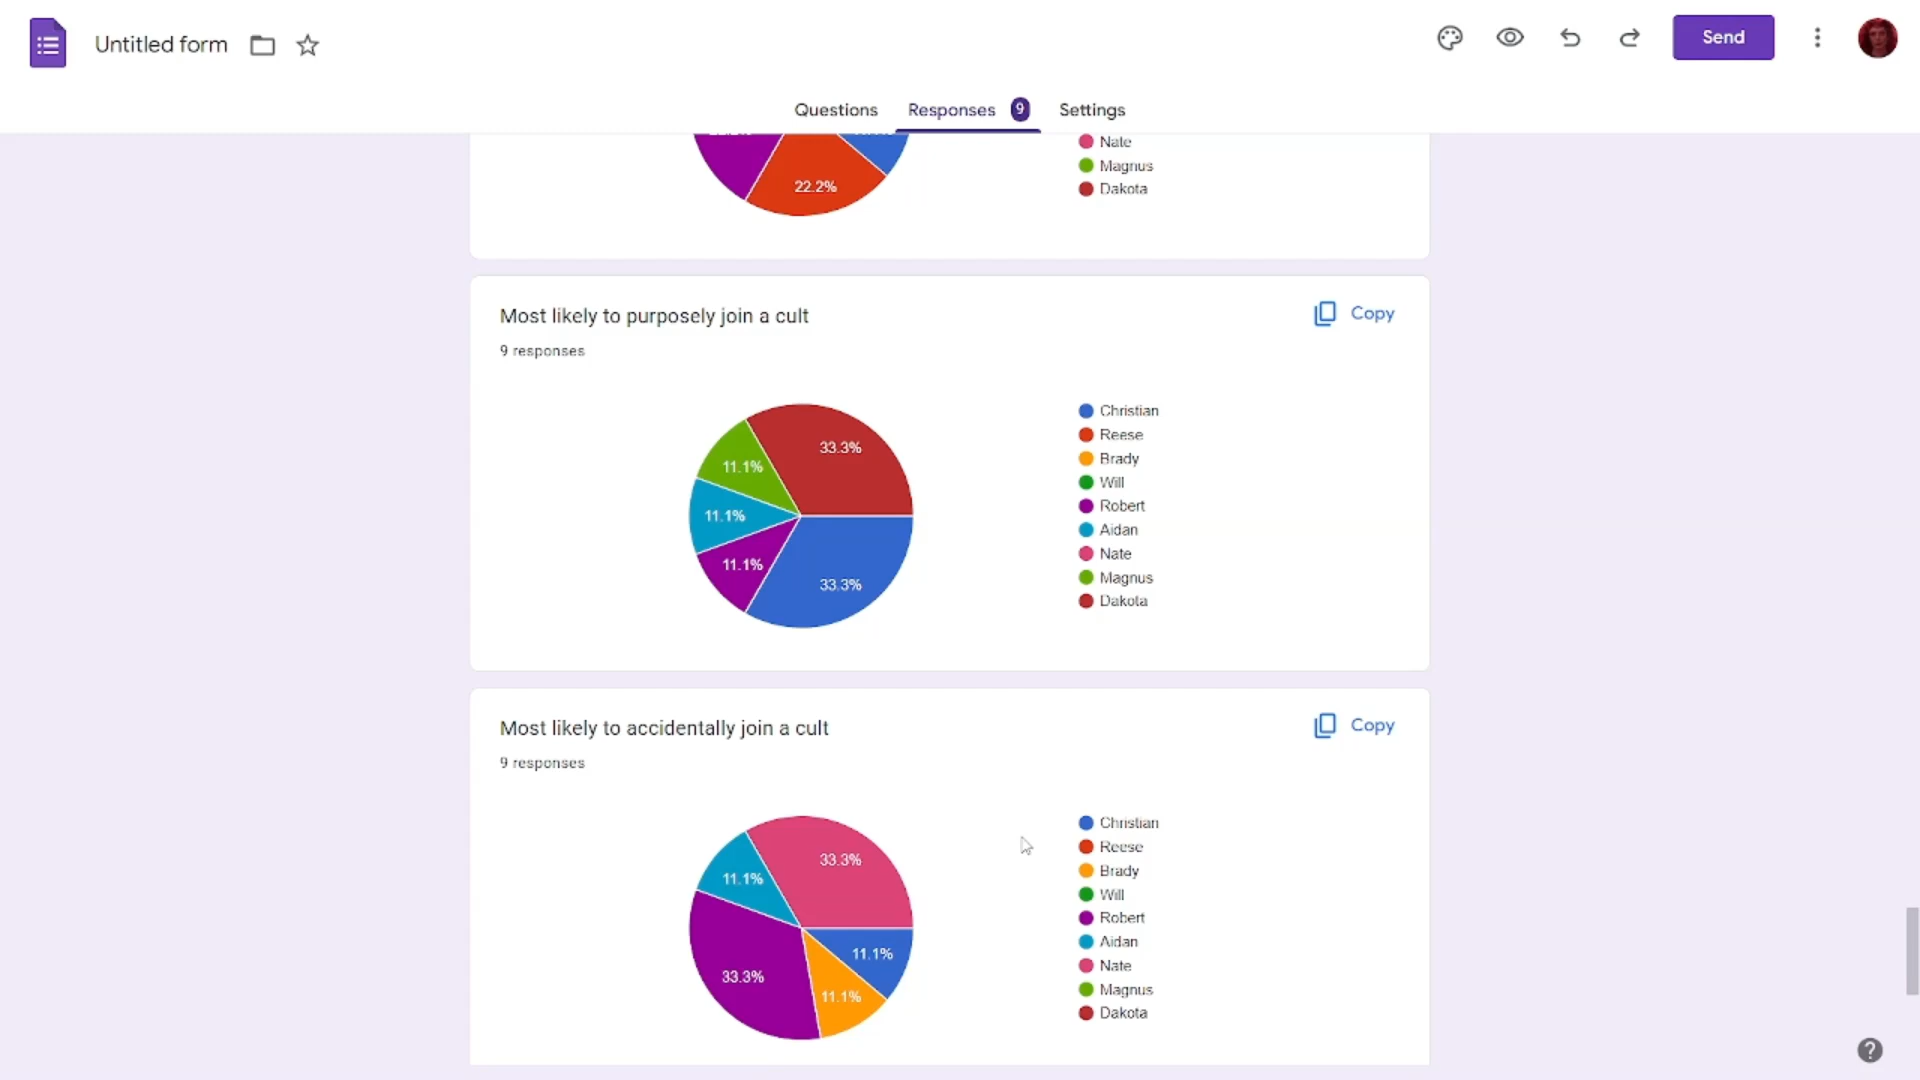 Untitled form
Send
Questions
Responses 9
Settings
Nate
Magnus
Dakota
22.2%
Most likely to purposely join a cult
Copy
9 responses
33.3%
11.1%
11.1%
11.1%
33.3%
Christian
Reese
Brady
Will
Robert
Aidan
Nate
Magnus
Dakota
Most likely to accidentally join a cult
Copy
9 responses
33.3%
11.1%
11.1%
33.3%
11.1%
Christian
Reese
Brady
Will
Robert
Aidan
Nate
Magnus
Dakota